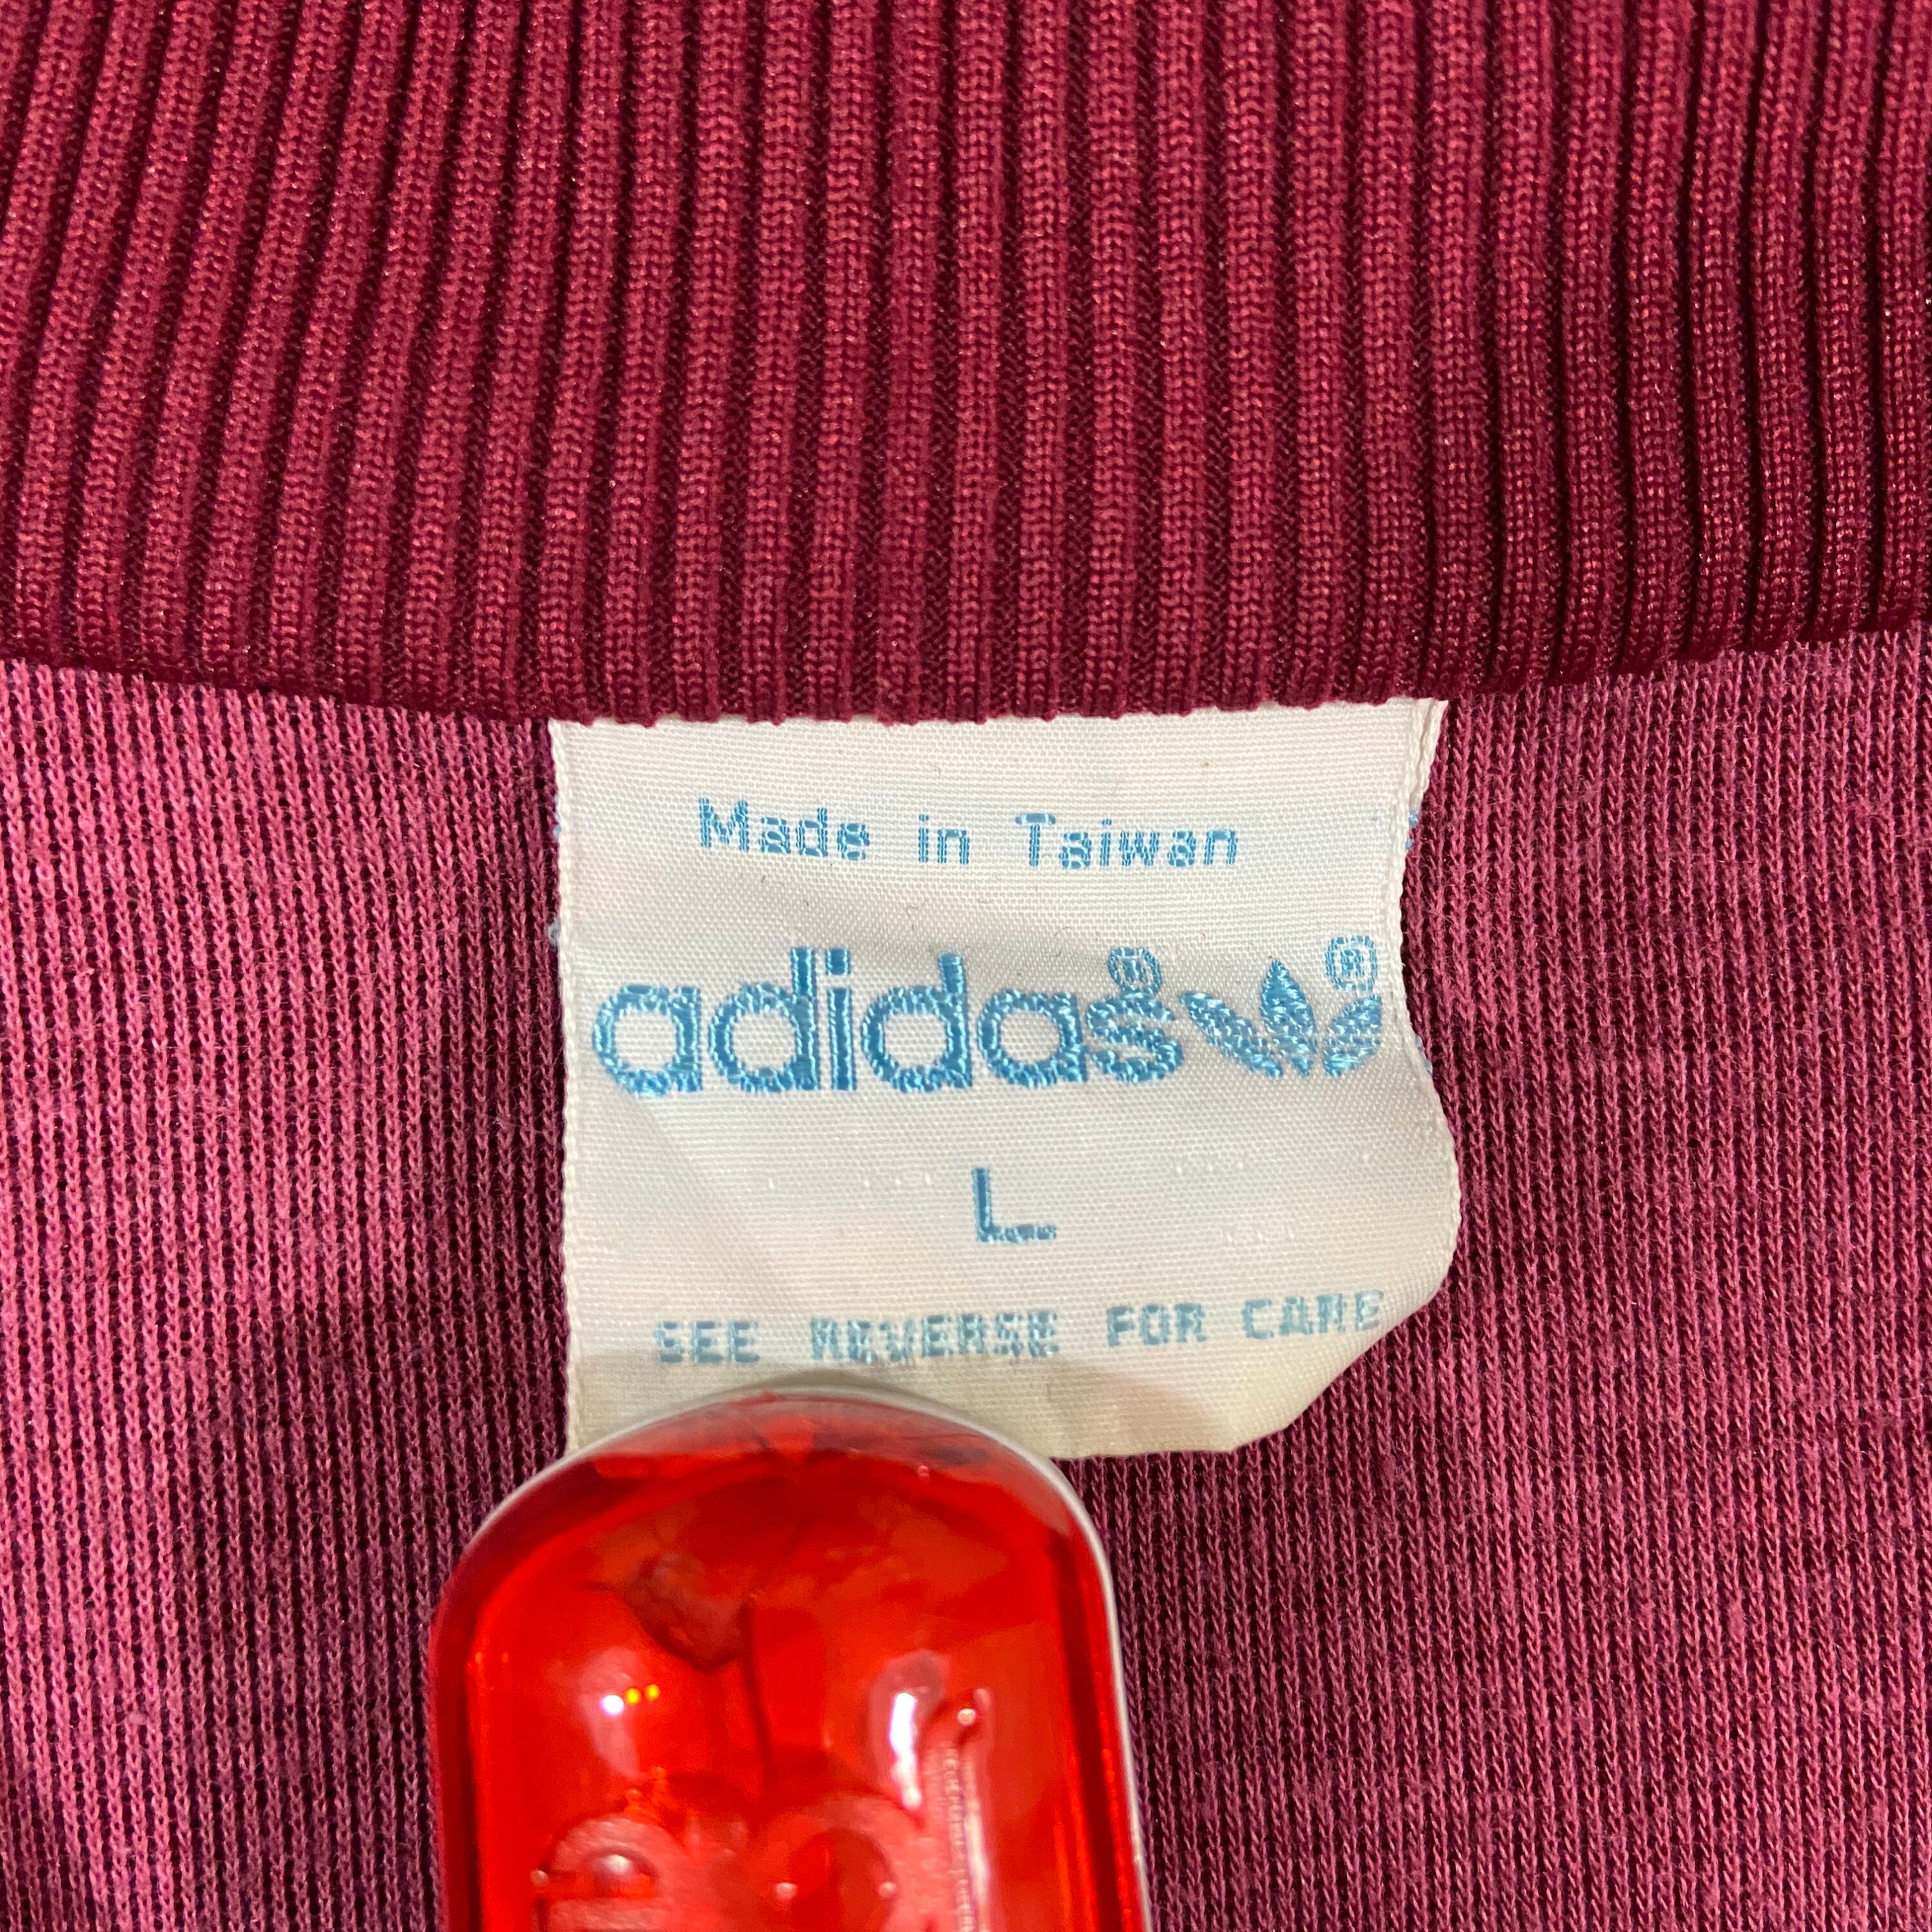 Made in Taiwan
adidas®
L
SEE REVERSE FOR CARE